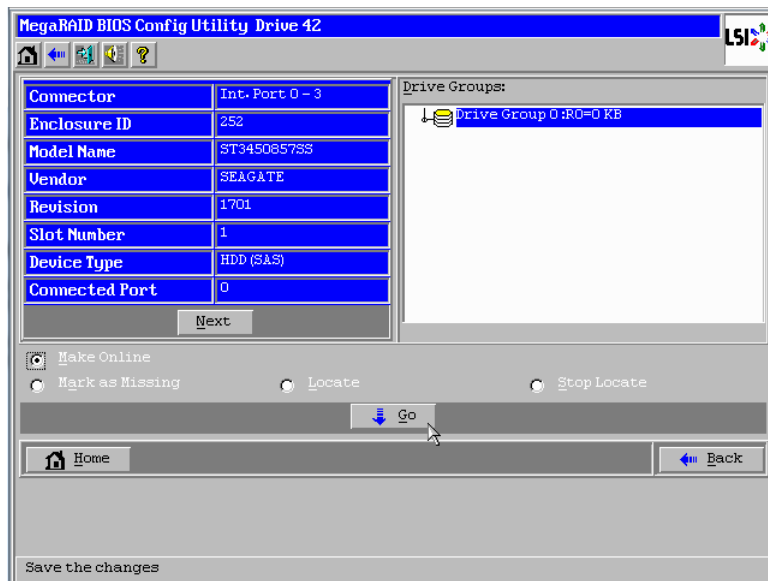 MegaRAID BIOS Config Utility Drive 42
LSI
?
Connector Int. Port 0 - 3
Enclosure ID 252
Model Name ST3450857SS
Vendor SEAGATE
Revision 1701
Slot Number 1
Device Type HDD (SAS)
Connected Port 0
Next
Drive Groups:
Drive Group 0 :R0=0 KB
Make Online
Mark as Missing Locate Stop Locate
Go
Home Back
Save the changes